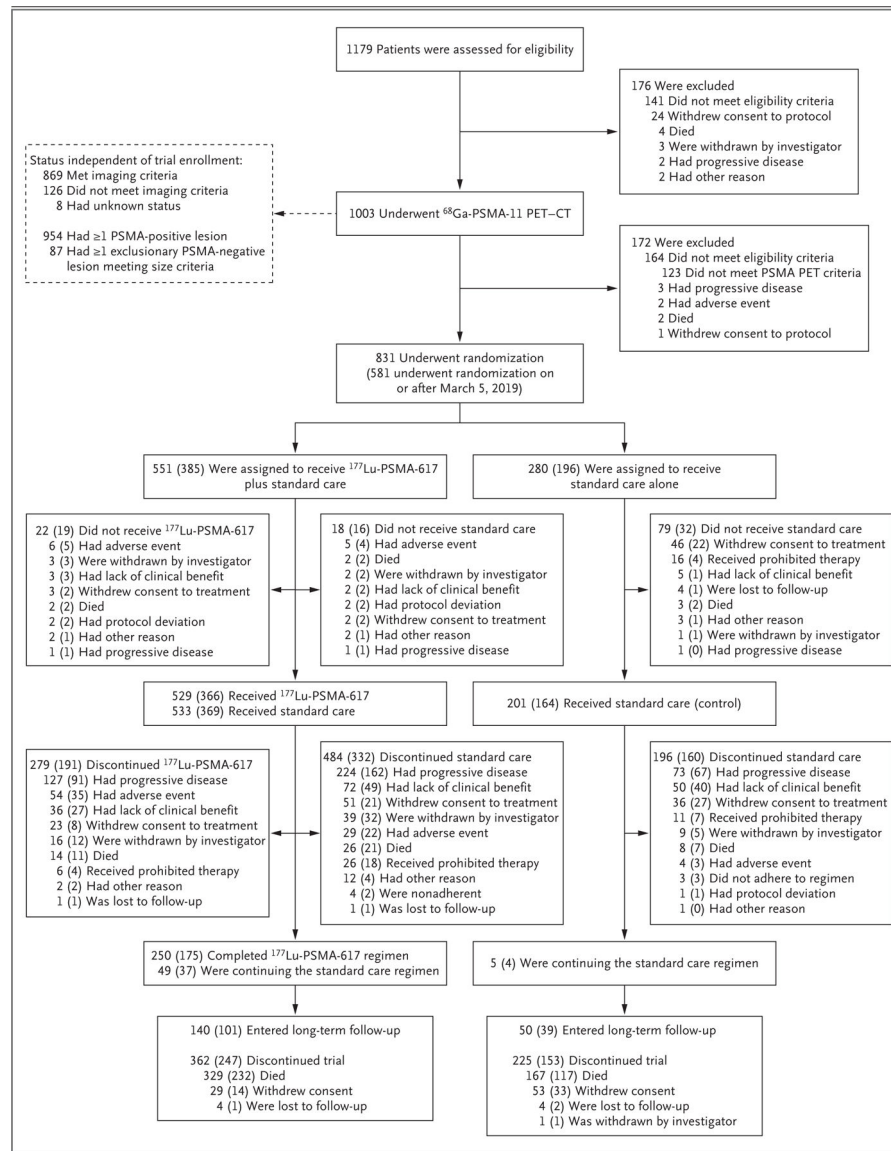 1179 Patients were assessed for eligibility
176 Were excluded
141 Did not meet eligibility criteria
24 Withdrew consent to protocol
4 Died
3 Were withdrawn by investigator
2 Had progressive disease
2 Had other reason
Status independent of trial enrollment:
869 Met imaging criteria
126 Did not meet imaging criteria
8 Had unknown status
954 Had ≥1 PSMA-positive lesion
87 Had ≥1 exclusionary PSMA-negative
lesion meeting size criteria
1003 Underwent ⁶⁸Ga-PSMA-11 PET–CT
172 Were excluded
164 Did not meet eligibility criteria
123 Did not meet PSMA PET criteria
3 Had progressive disease
2 Had adverse event
2 Died
1 Withdrew consent to protocol
831 Underwent randomization
(581 underwent randomization on
or after March 5, 2019)
551 (385) Were assigned to receive ¹⁷⁷Lu-PSMA-617
plus standard care
280 (196) Were assigned to receive
standard care alone
22 (19) Did not receive ¹⁷⁷Lu-PSMA-617
6 (5) Had adverse event
3 (3) Were withdrawn by investigator
3 (3) Had lack of clinical benefit
3 (2) Withdrew consent to treatment
2 (2) Died
2 (2) Had protocol deviation
2 (1) Had other reason
1 (1) Had progressive disease
18 (16) Did not receive standard care
5 (4) Had adverse event
2 (2) Died
2 (2) Were withdrawn by investigator
2 (2) Had lack of clinical benefit
2 (2) Had protocol deviation
2 (2) Withdrew consent to treatment
2 (1) Had other reason
1 (1) Had progressive disease
79 (32) Did not receive standard care
46 (22) Withdrew consent to treatment
16 (4) Received prohibited therapy
5 (1) Had lack of clinical benefit
4 (1) Were lost to follow-up
3 (2) Died
3 (1) Had other reason
1 (1) Were withdrawn by investigator
1 (0) Had progressive disease
529 (366) Received ¹⁷⁷Lu-PSMA-617
533 (369) Received standard care
201 (164) Received standard care (control)
279 (191) Discontinued ¹⁷⁷Lu-PSMA-617
127 (91) Had progressive disease
54 (35) Had adverse event
36 (27) Had lack of clinical benefit
23 (8) Withdrew consent to treatment
16 (12) Were withdrawn by investigator
14 (11) Died
6 (4) Received prohibited therapy
2 (2) Had other reason
1 (1) Was lost to follow-up
484 (332) Discontinued standard care
224 (162) Had progressive disease
72 (49) Had lack of clinical benefit
51 (21) Withdrew consent to treatment
39 (32) Were withdrawn by investigator
29 (22) Had adverse event
26 (21) Died
26 (18) Received prohibited therapy
12 (4) Had other reason
4 (2) Were nonadherent
1 (1) Was lost to follow-up
196 (160) Discontinued standard care
73 (67) Had progressive disease
50 (40) Had lack of clinical benefit
36 (27) Withdrew consent to treatment
11 (7) Received prohibited therapy
9 (5) Were withdrawn by investigator
8 (7) Died
4 (3) Had adverse event
3 (3) Did not adhere to regimen
1 (1) Had protocol deviation
1 (0) Had other reason
250 (175) Completed ¹⁷⁷Lu-PSMA-617 regimen
49 (37) Were continuing the standard care regimen
5 (4) Were continuing the standard care regimen
140 (101) Entered long-term follow-up
362 (247) Discontinued trial
329 (232) Died
29 (14) Withdrew consent
4 (1) Were lost to follow-up
50 (39) Entered long-term follow-up
225 (153) Discontinued trial
167 (117) Died
53 (33) Withdrew consent
4 (2) Were lost to follow-up
1 (1) Was withdrawn by investigator